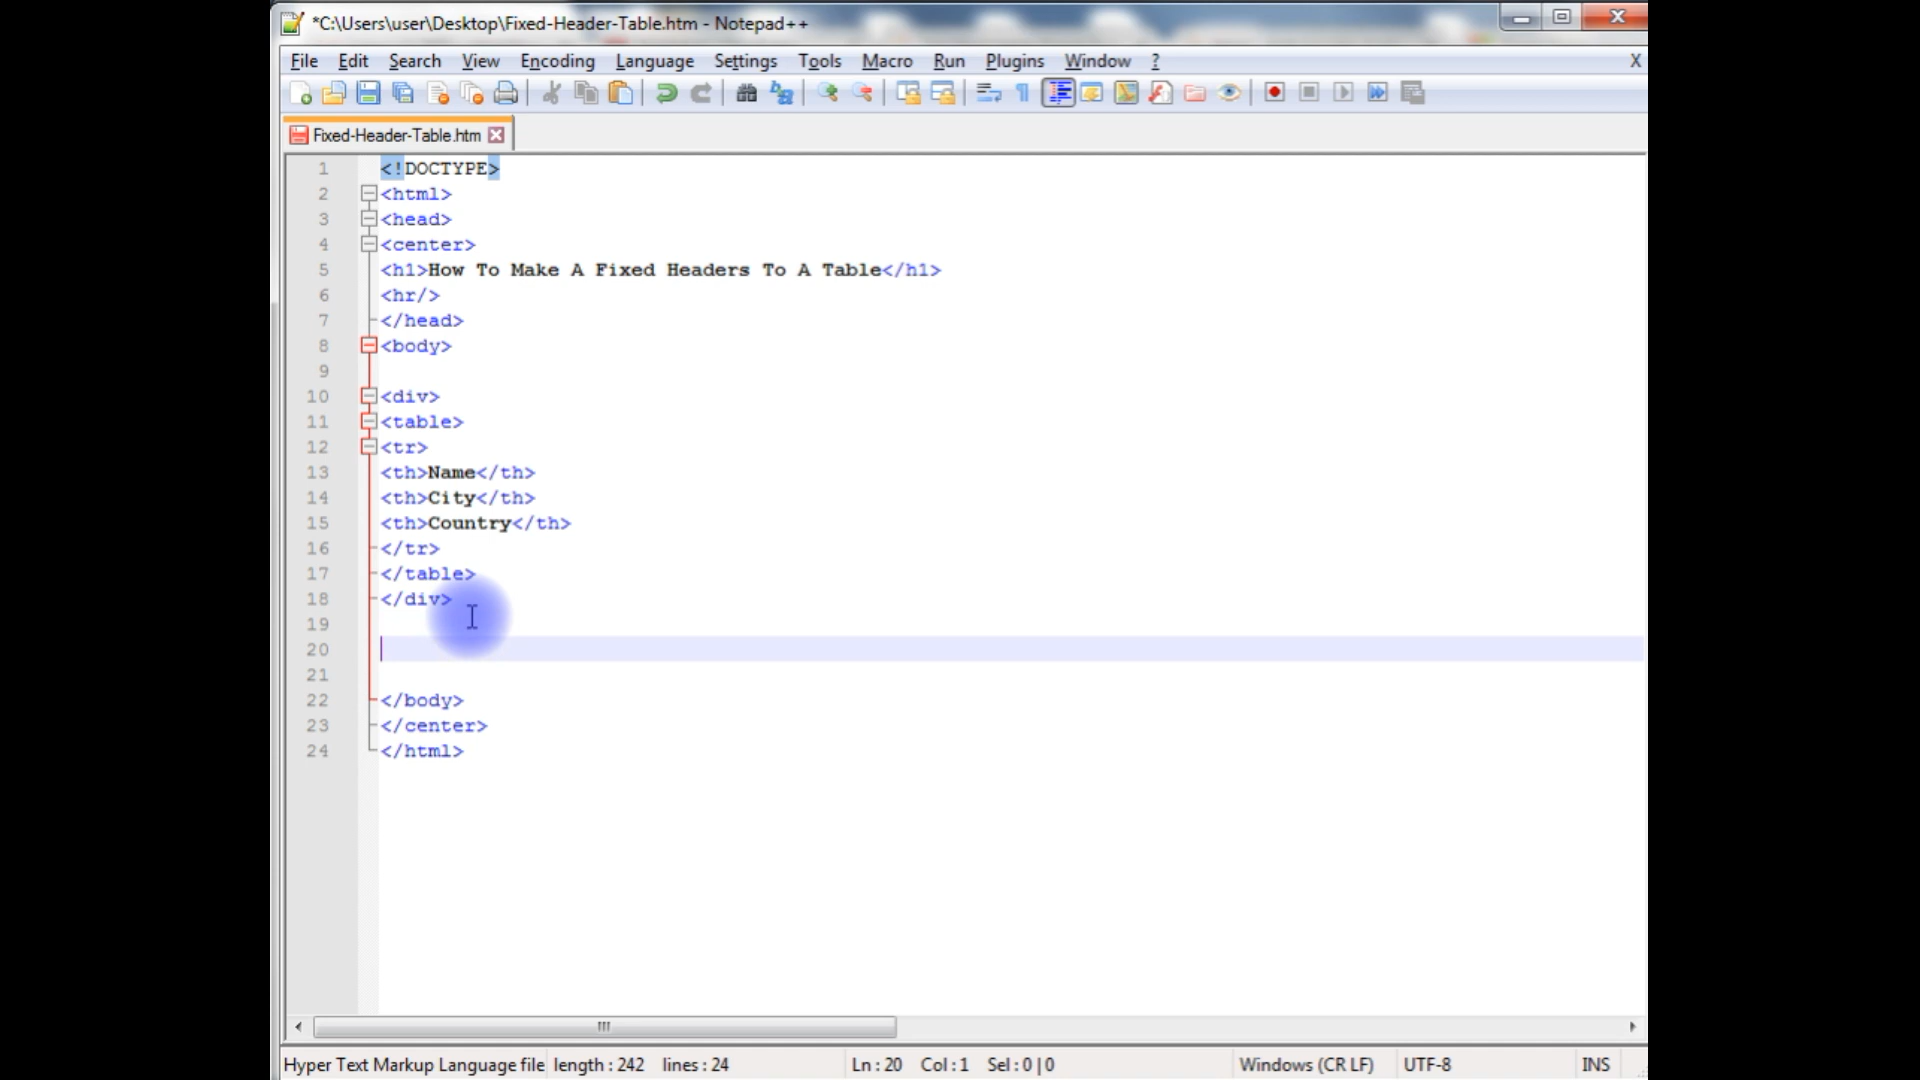 *C:\Users\user\Desktop\Fixed-Header-Table.htm - Notepad++
File Edit Search View Encoding Language Settings Tools Macro Run Plugins Window ? X
Fixed-Header-Table.htm
1 <!DOCTYPE>
2 <html>
3 <head>
4 <center>
5 <h1>How To Make A Fixed Headers To A Table</h1>
6 <hr/>
7 </head>
8 <body>
9
10 <div>
11 <table>
12 <tr>
13 <th>Name</th>
14 <th>City</th>
15 <th>Country</th>
16 </tr>
17 </table>
18 </div>
19
20
21
22 </body>
23 </center>
24 </html>
Hyper Text Markup Language file length : 242 lines : 24 Ln : 20 Col : 1 Sel : 0 | 0 Windows (CR LF) UTF-8 INS